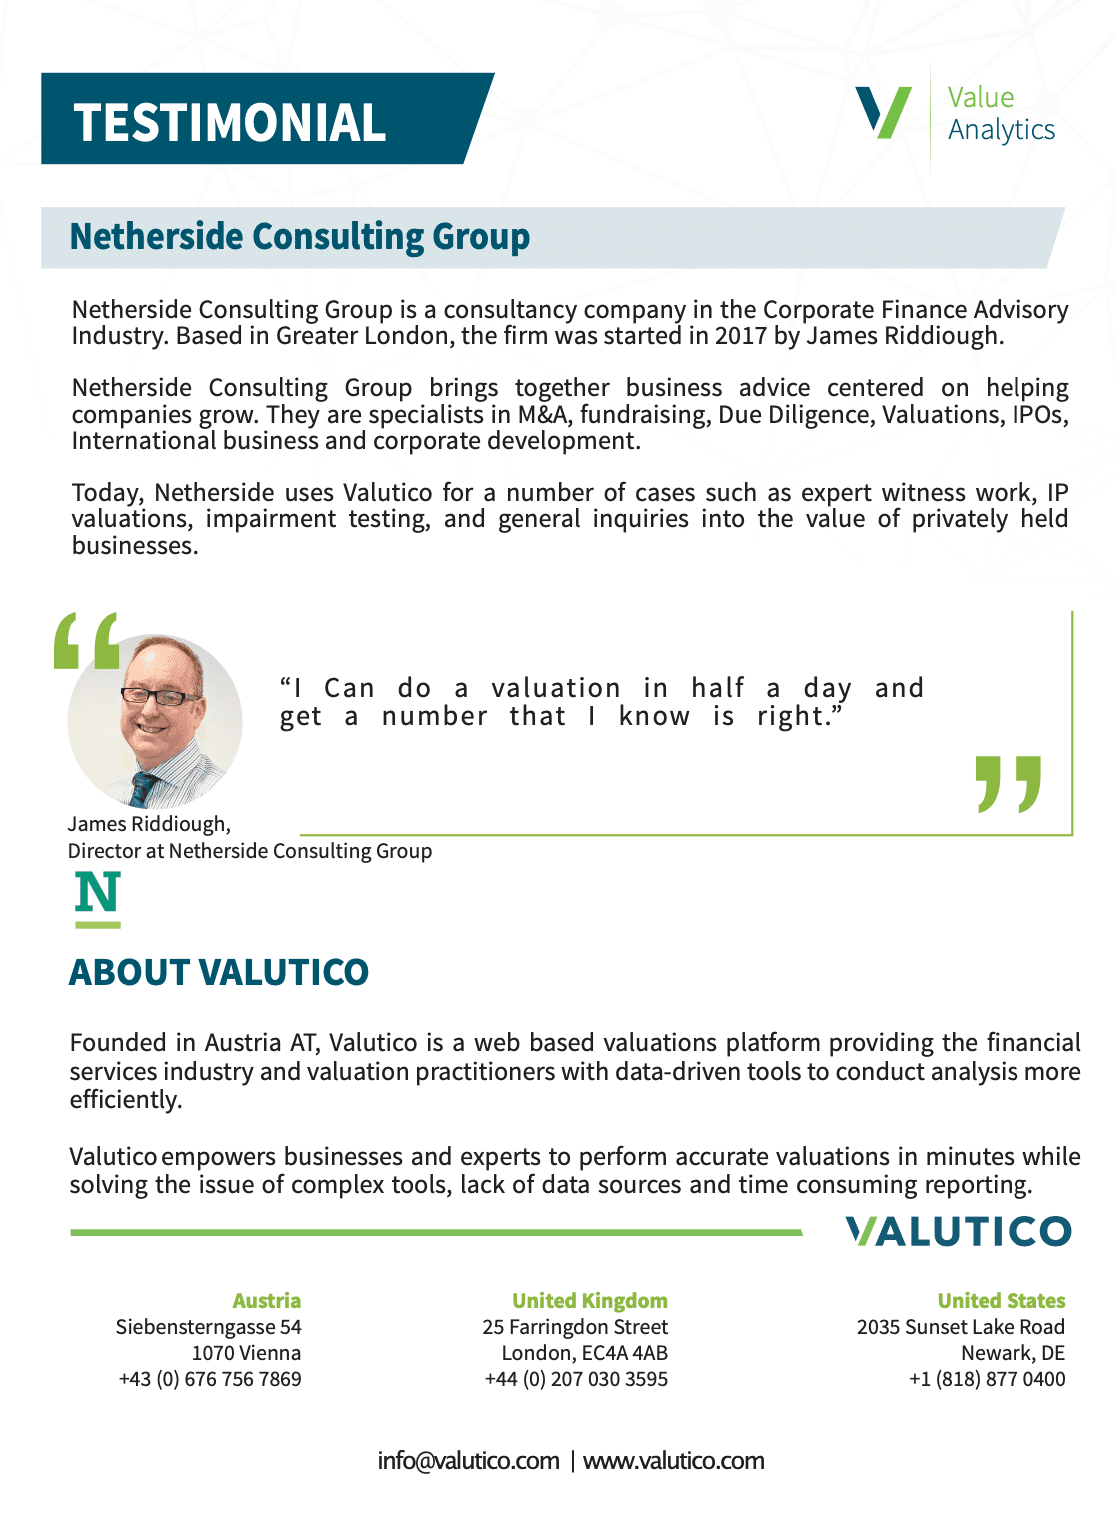 TESTIMONIAL
Value
Analytics
Netherside Consulting Group
Netherside Consulting Group is a consultancy company in the Corporate Finance Advisory
Industry. Based in Greater London, the firm was started in 2017 by James Riddiough.
Netherside Consulting Group brings together business advice centered on helping
companies grow. They are specialists in M&A, fundraising, Due Diligence, Valuations, IPOs,
International business and corporate development.
Today, Netherside uses Valutico for a number of cases such as expert witness work, IP
valuations, impairment testing, and general inquiries into the value of privately held
businesses.
“I Can do a valuation in half a day and
get a number that I know is right.”
James Riddiough,
Director at Netherside Consulting Group
N
ABOUT VALUTICO
Founded in Austria AT, Valutico is a web based valuations platform providing the financial
services industry and valuation practitioners with data-driven tools to conduct analysis more
efficiently.
Valutico empowers businesses and experts to perform accurate valuations in minutes while
solving the issue of complex tools, lack of data sources and time consuming reporting.
VALUTICO
Austria
Siebensterngasse 54
1070 Vienna
+43 (0) 676 756 7869
United Kingdom
25 Farringdon Street
London, EC4A 4AB
+44 (0) 207 030 3595
United States
2035 Sunset Lake Road
Newark, DE
+1 (818) 877 0400
info@valutico.com | www.valutico.com